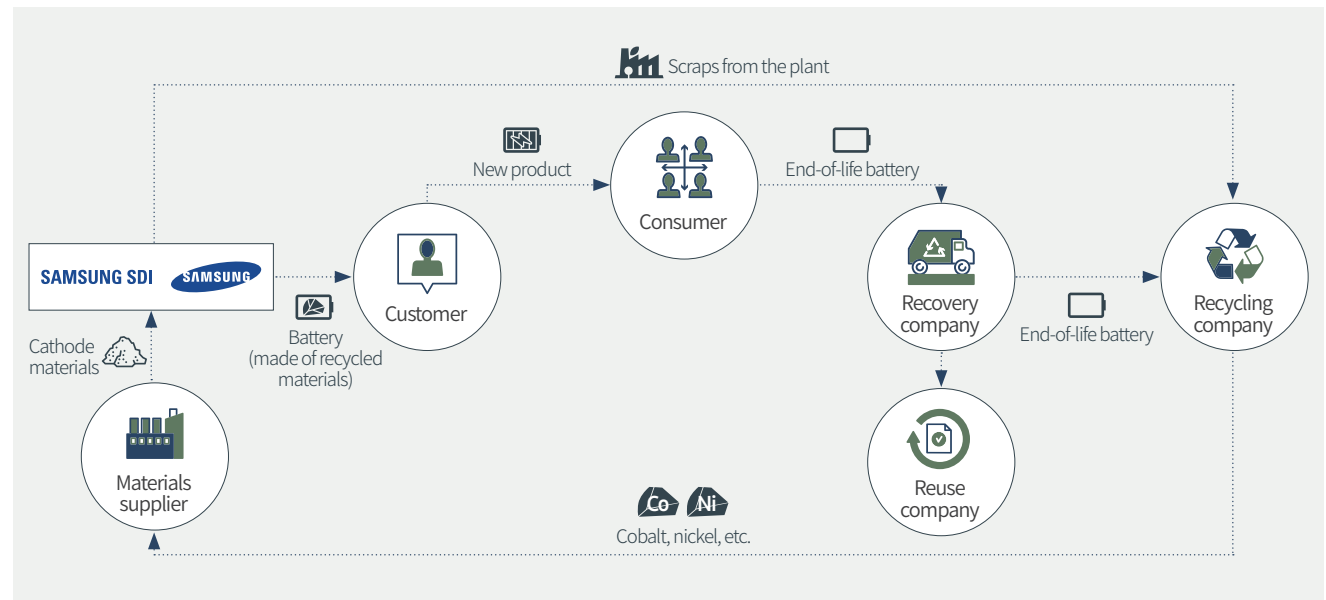 Scraps from the plant
New product
End-of-life battery
Consumer
SAMSUNG SDI
SAMSUNG
Customer
Recovery
company
Recycling
company
Battery
(made of recycled
materials)
End-of-life battery
Cathode
materials
Materials
supplier
Reuse
company
Co
Ni
Cobalt, nickel, etc.